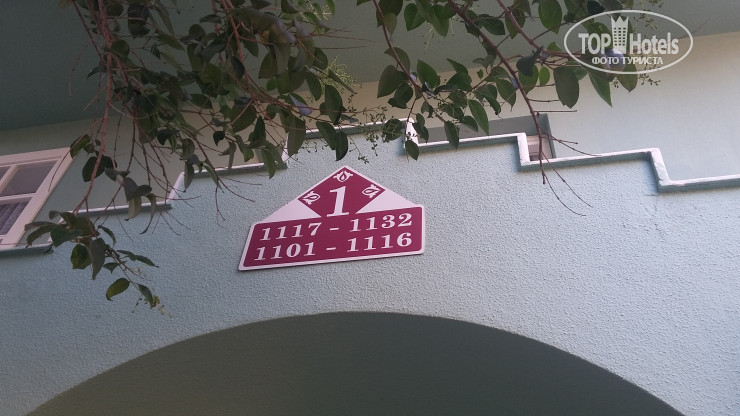 TOP Hotels
ФОТО ТУРИСТА
1
1117 - 1132
1101 - 1116